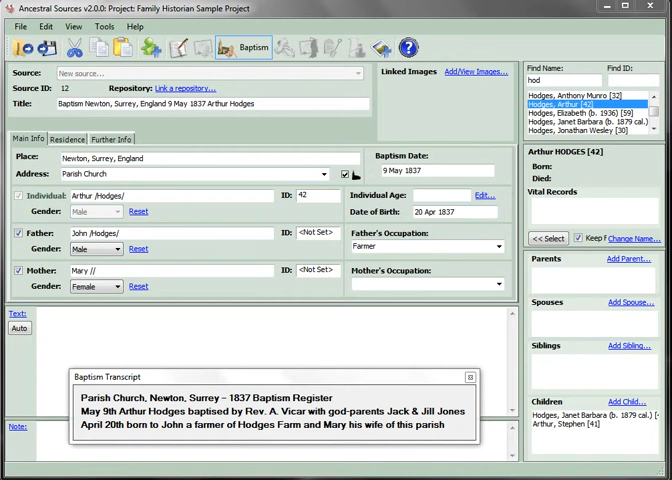 Ancestral Sources v2.0.0: Project: Family Historian Sample Project
File Edit View Tools Help
Baptism
Source: New source...
Source ID: 12 Repository: Link a repository...
Title: Baptism Newton, Surrey, England 9 May 1837 Arthur Hodges
Linked Images Add/View Images...
Find Name: Find ID:
hod
Hodges, Anthony Munro [32]
Hodges, Arthur [42]
Hodges, Elizabeth (b. 1936) [59]
Hodges, Janet Barbara (b. 1879 cal.)
Hodges, Jonathan Wesley [30]
Main Info Residence Further Info
Place: Newton, Surrey, England
Address: Parish Church
Baptism Date:
9 May 1837
Individual: Arthur /Hodges/ ID: 42
Gender: Male Reset
Individual Age: Edit...
Date of Birth: 20 Apr 1837
Father: John /Hodges/ ID: <Not Set>
Gender: Male Reset
Father's Occupation:
Farmer
Mother: Mary // ID: <Not Set>
Gender: Female Reset
Mother's Occupation:
Arthur HODGES [42]
Born:
Died:
Vital Records
<< Select Keep F Change Name...
Parents Add Parent...
Spouses Add Spouse...
Siblings Add Sibling...
Children Add Child...
Hodges, Janet Barbara (b. 1879 cal.) [4
Arthur, Stephen [41]
Text:
Auto
Baptism Transcript
Parish Church, Newton, Surrey - 1837 Baptism Register
May 9th Arthur Hodges baptised by Rev. A. Vicar with god-parents Jack & Jill Jones
April 20th born to John a farmer of Hodges Farm and Mary his wife of this parish
Note: